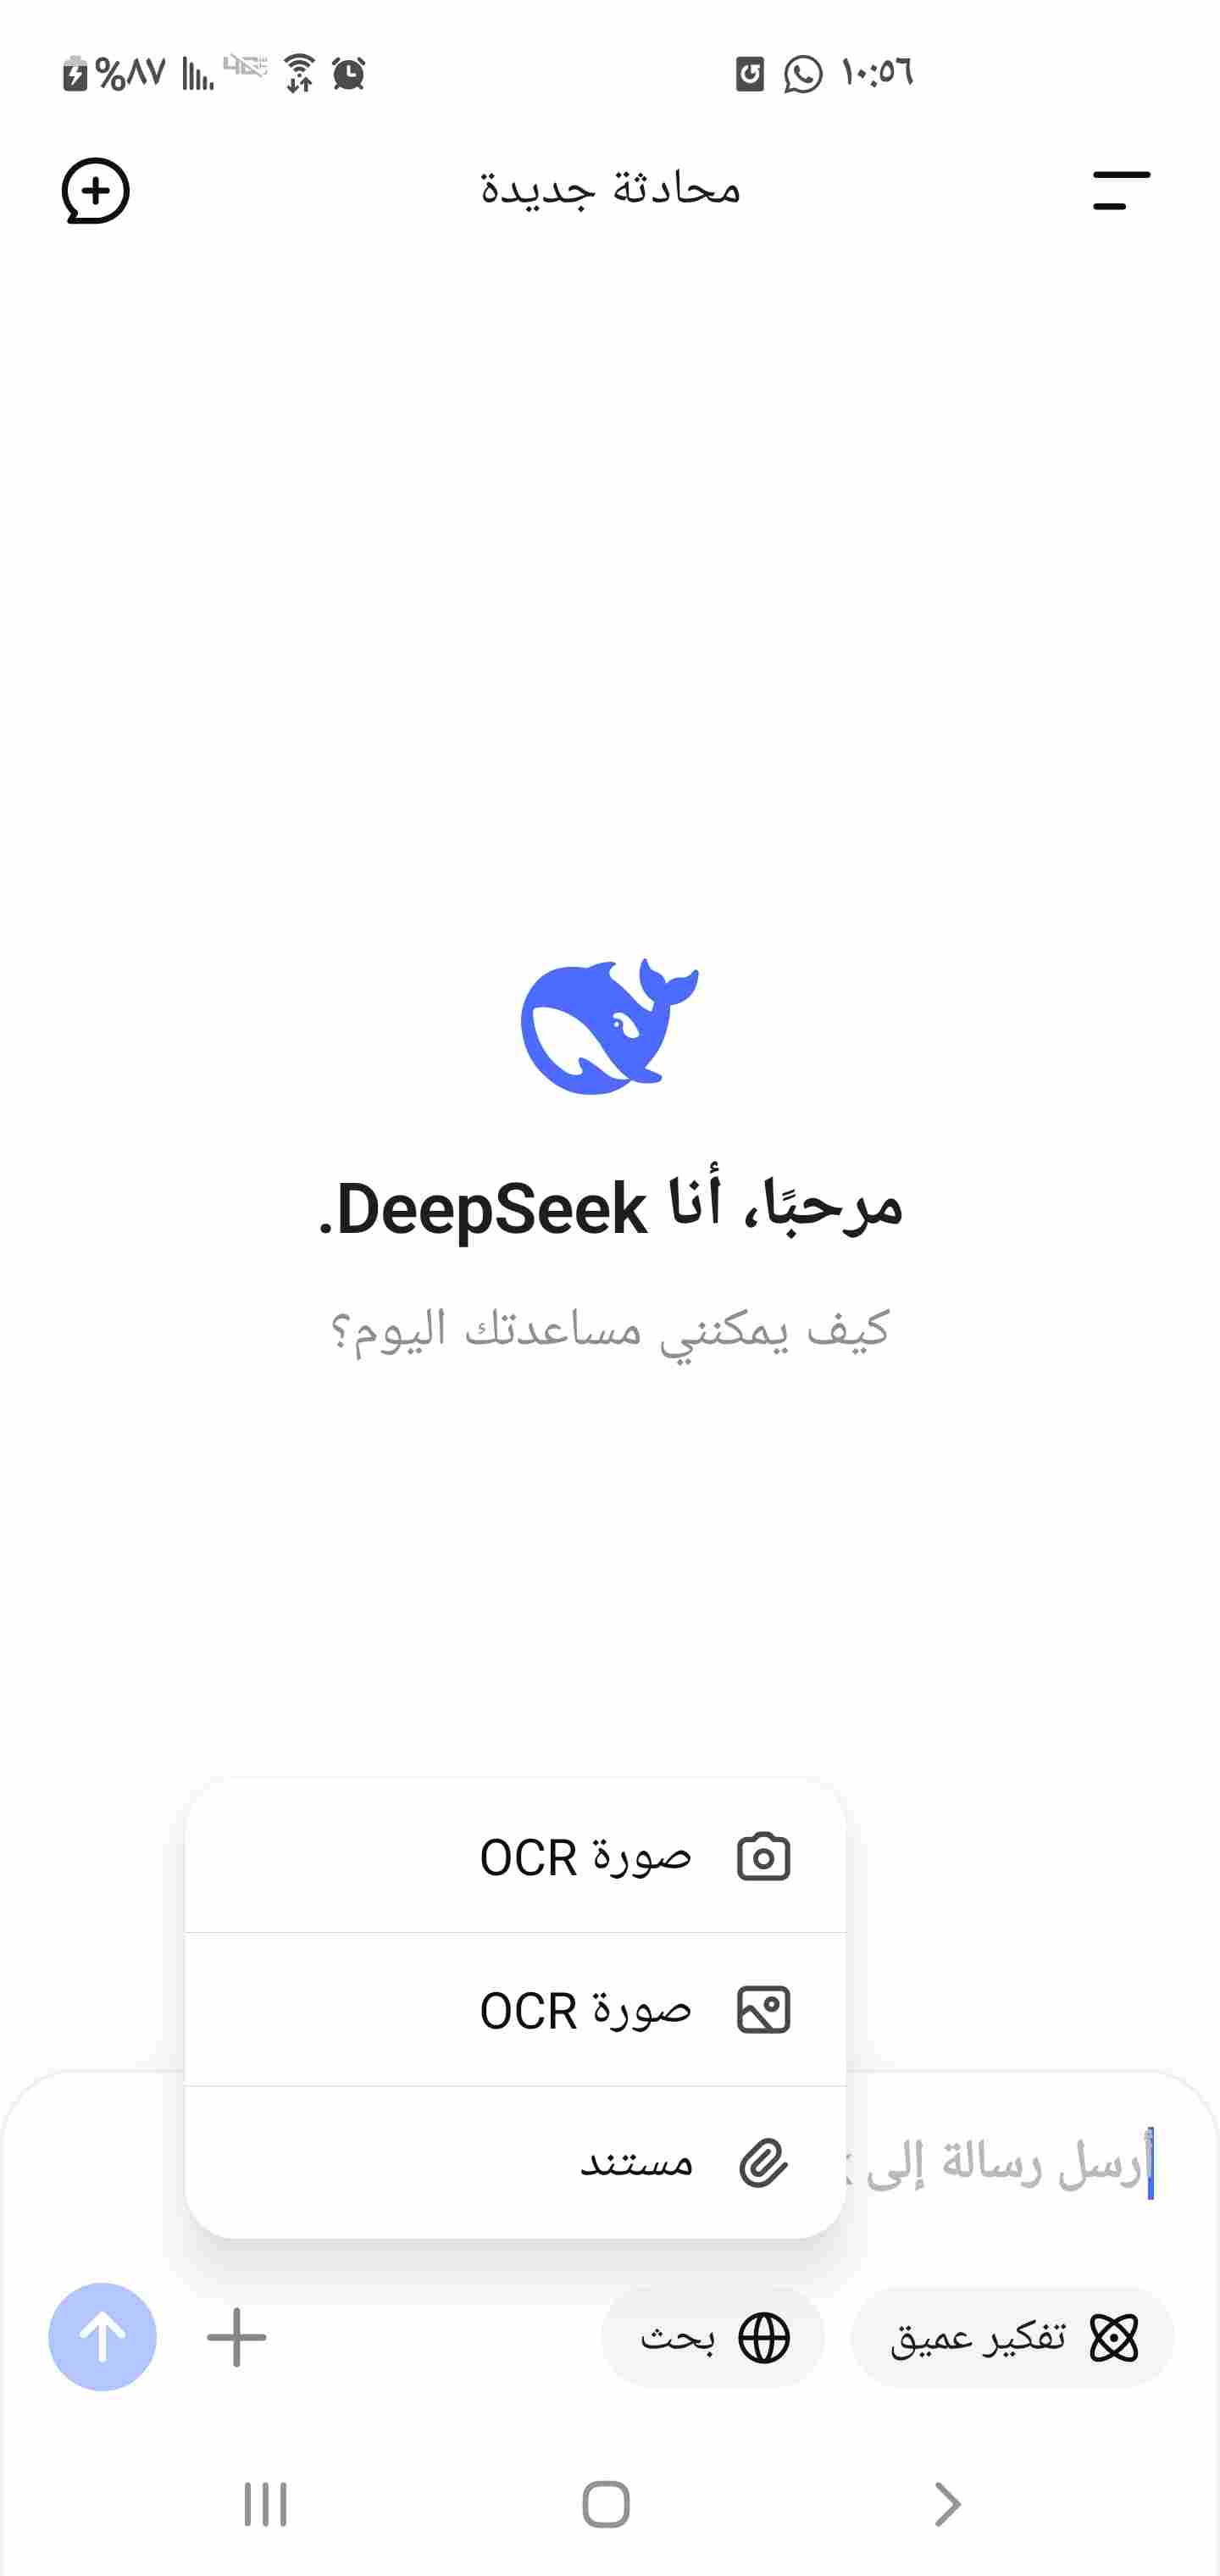 ١٠:٥٦
%٨٧
محادثة جديدة
مرحبًا، أنا DeepSeek.
كيف يمكنني مساعدتك اليوم؟
صورة OCR
صورة OCR
مستند
أرسل رسالة إلى
تفكير عميق
بحث